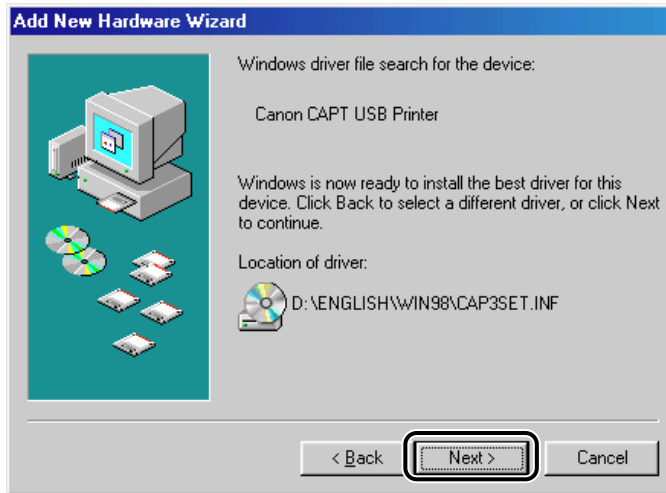 Add New Hardware Wizard
Windows driver file search for the device:
Canon CAPT USB Printer
Windows is now ready to install the best driver for this
device. Click Back to select a different driver, or click Next
to continue.
Location of driver:
D:\ENGLISH\WIN98\CAP3SET.INF
< Back Next > Cancel